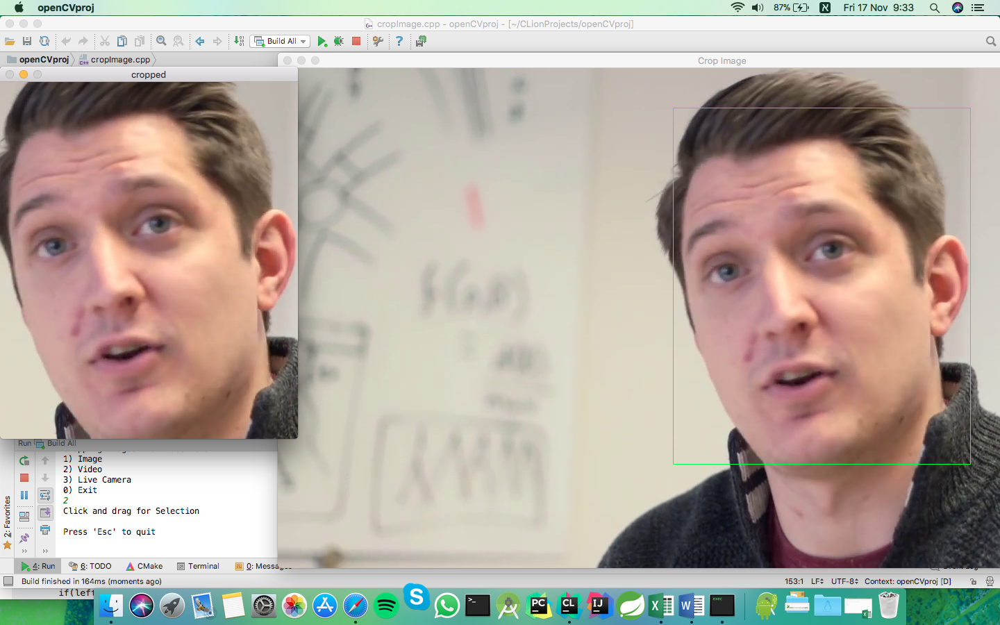 openCVproj
87%
Fri 17 Nov 9:33
cropImage.cpp - openCVproj - [~/CLionProjects/openCVproj]
Build All
openCVproj
cropImage.cpp
Crop Image
cropped
Run
Build All
1) Image
2) Video
3) Live Camera
0) Exit
2
Click and drag for Selection
Press 'Esc' to quit
2: Favorites
4: Run
6: TODO
CMake
Terminal
0: Messages
Build finished in 164ms (moments ago)
153:1
LF
UTF-8
Context: openCVproj [D]
if(left
PC
CL
IJ
exec